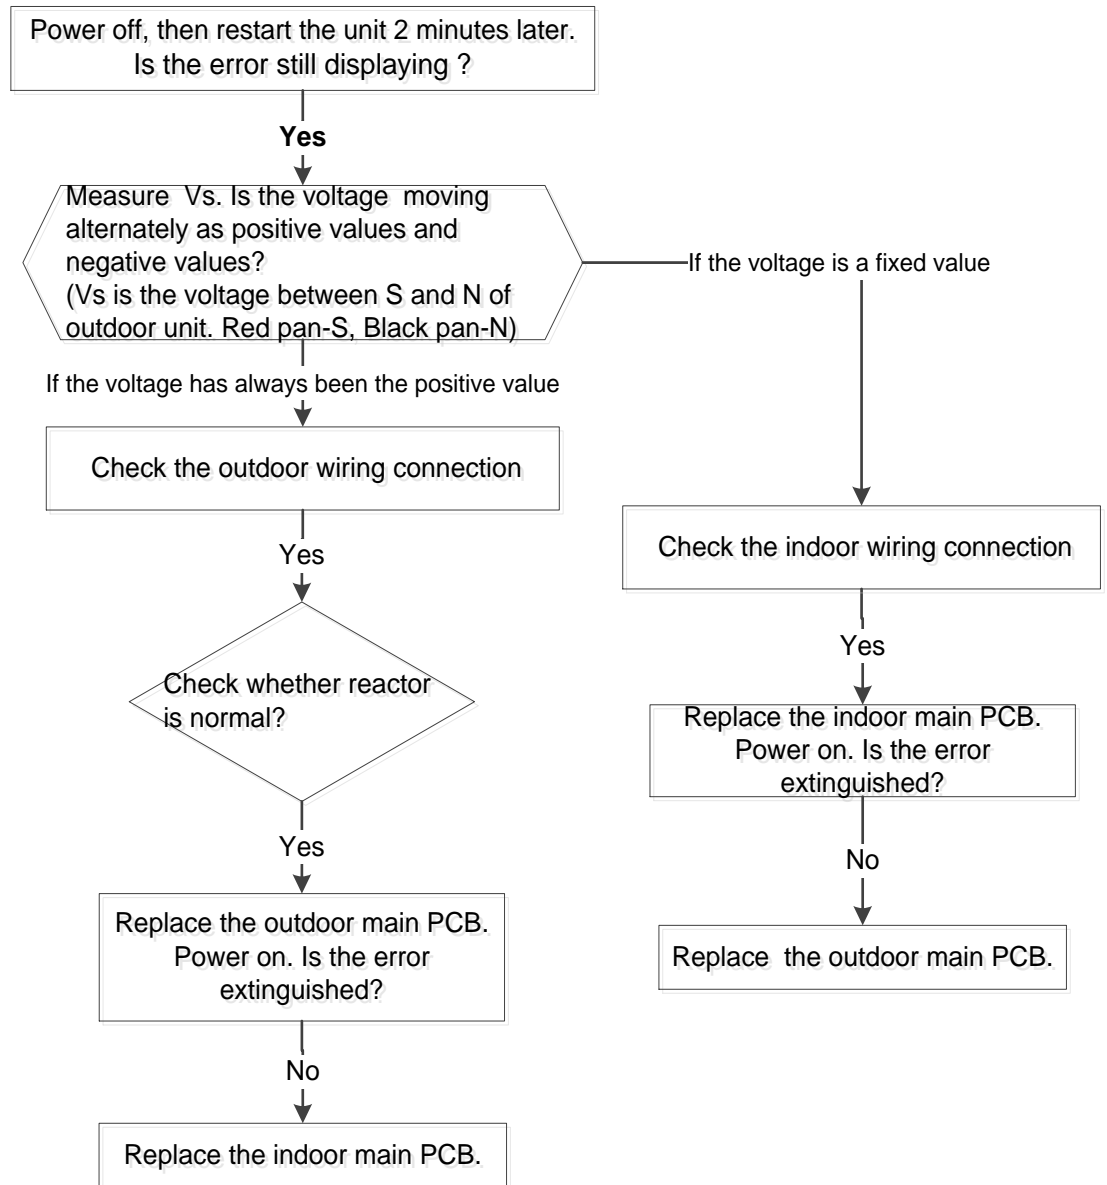 Power off, then restart the unit 2 minutes later.
Is the error still displaying ?
Yes
Measure Vs. Is the voltage moving
alternately as positive values and
negative values?
(Vs is the voltage between S and N of
outdoor unit. Red pan-S, Black pan-N)
If the voltage is a fixed value
If the voltage has always been the positive value
Check the outdoor wiring connection
Check the indoor wiring connection
Yes
Yes
Check whether reactor
is normal?
Replace the indoor main PCB.
Power on. Is the error
extinguished?
Yes
No
Replace the outdoor main PCB.
Power on. Is the error
extinguished?
Replace the outdoor main PCB.
No
Replace the indoor main PCB.